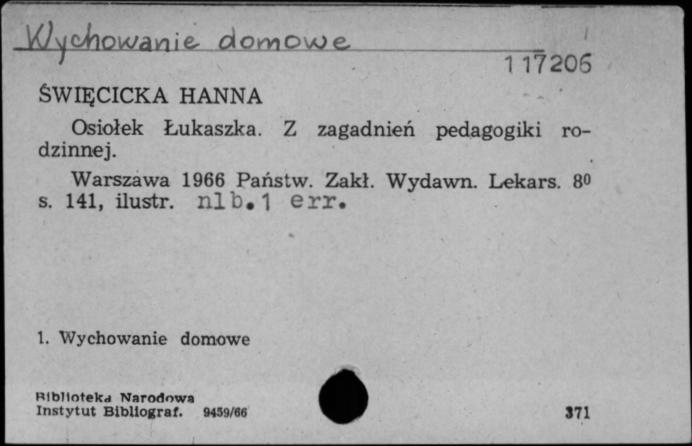 Wychowanie domowe
117206
ŚWIĘCICKA HANNA
Osiołek Łukaszka. Z zagadnień pedagogiki ro-
dzinnej.
Warszawa 1966 Państw. Zakł. Wydawn. Lekars. 8⁰
s. 141, ilustr. nlb.1 err.
1. Wychowanie domowe
Biblioteka Narodowa
Instytut Bibliograf. 9459/66
371